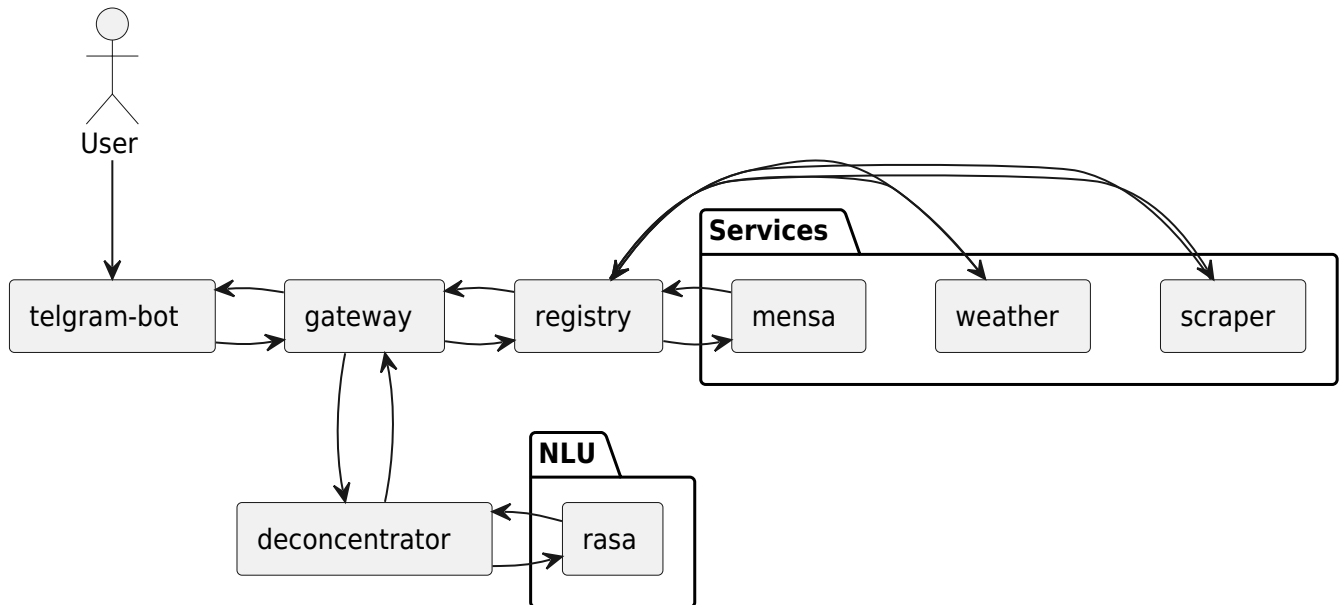 User
Services
telgram-bot
gateway
registry
mensa
weather
scraper
NLU
deconcentrator
rasa